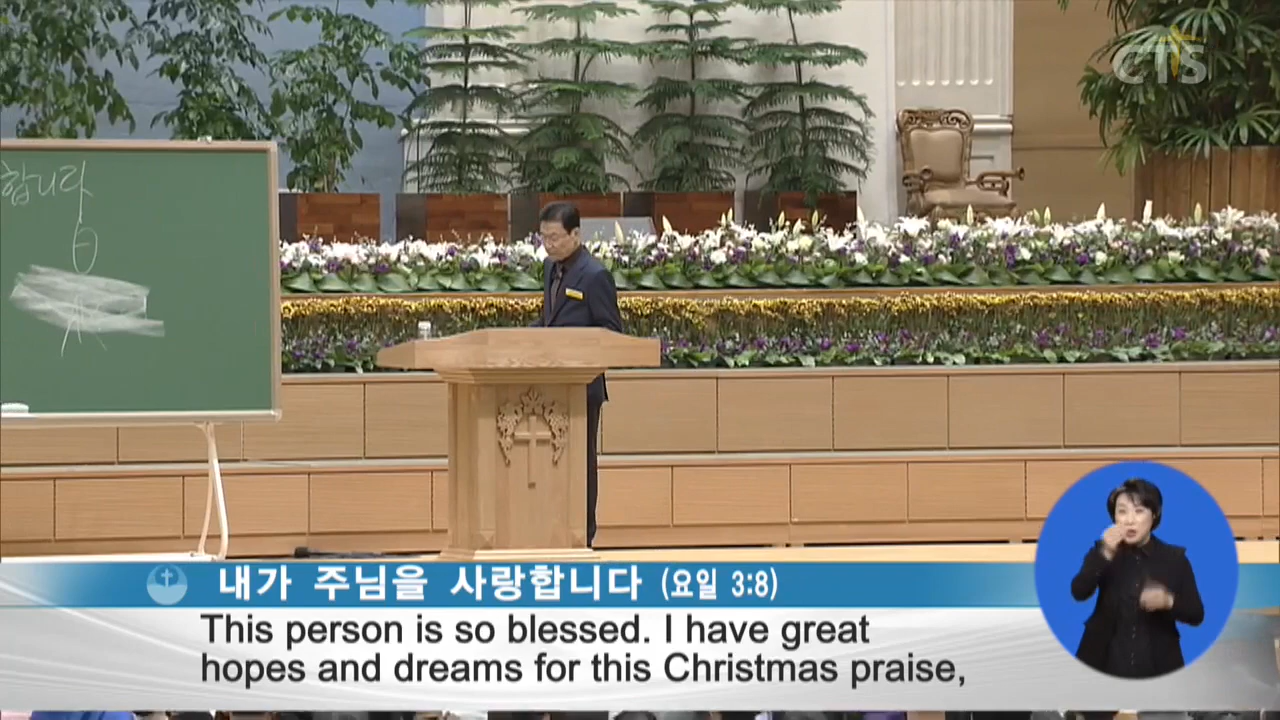 CTS
합니다
내가 주님을 사랑합니다 (요일 3:8)
This person is so blessed. I have great
hopes and dreams for this Christmas praise,